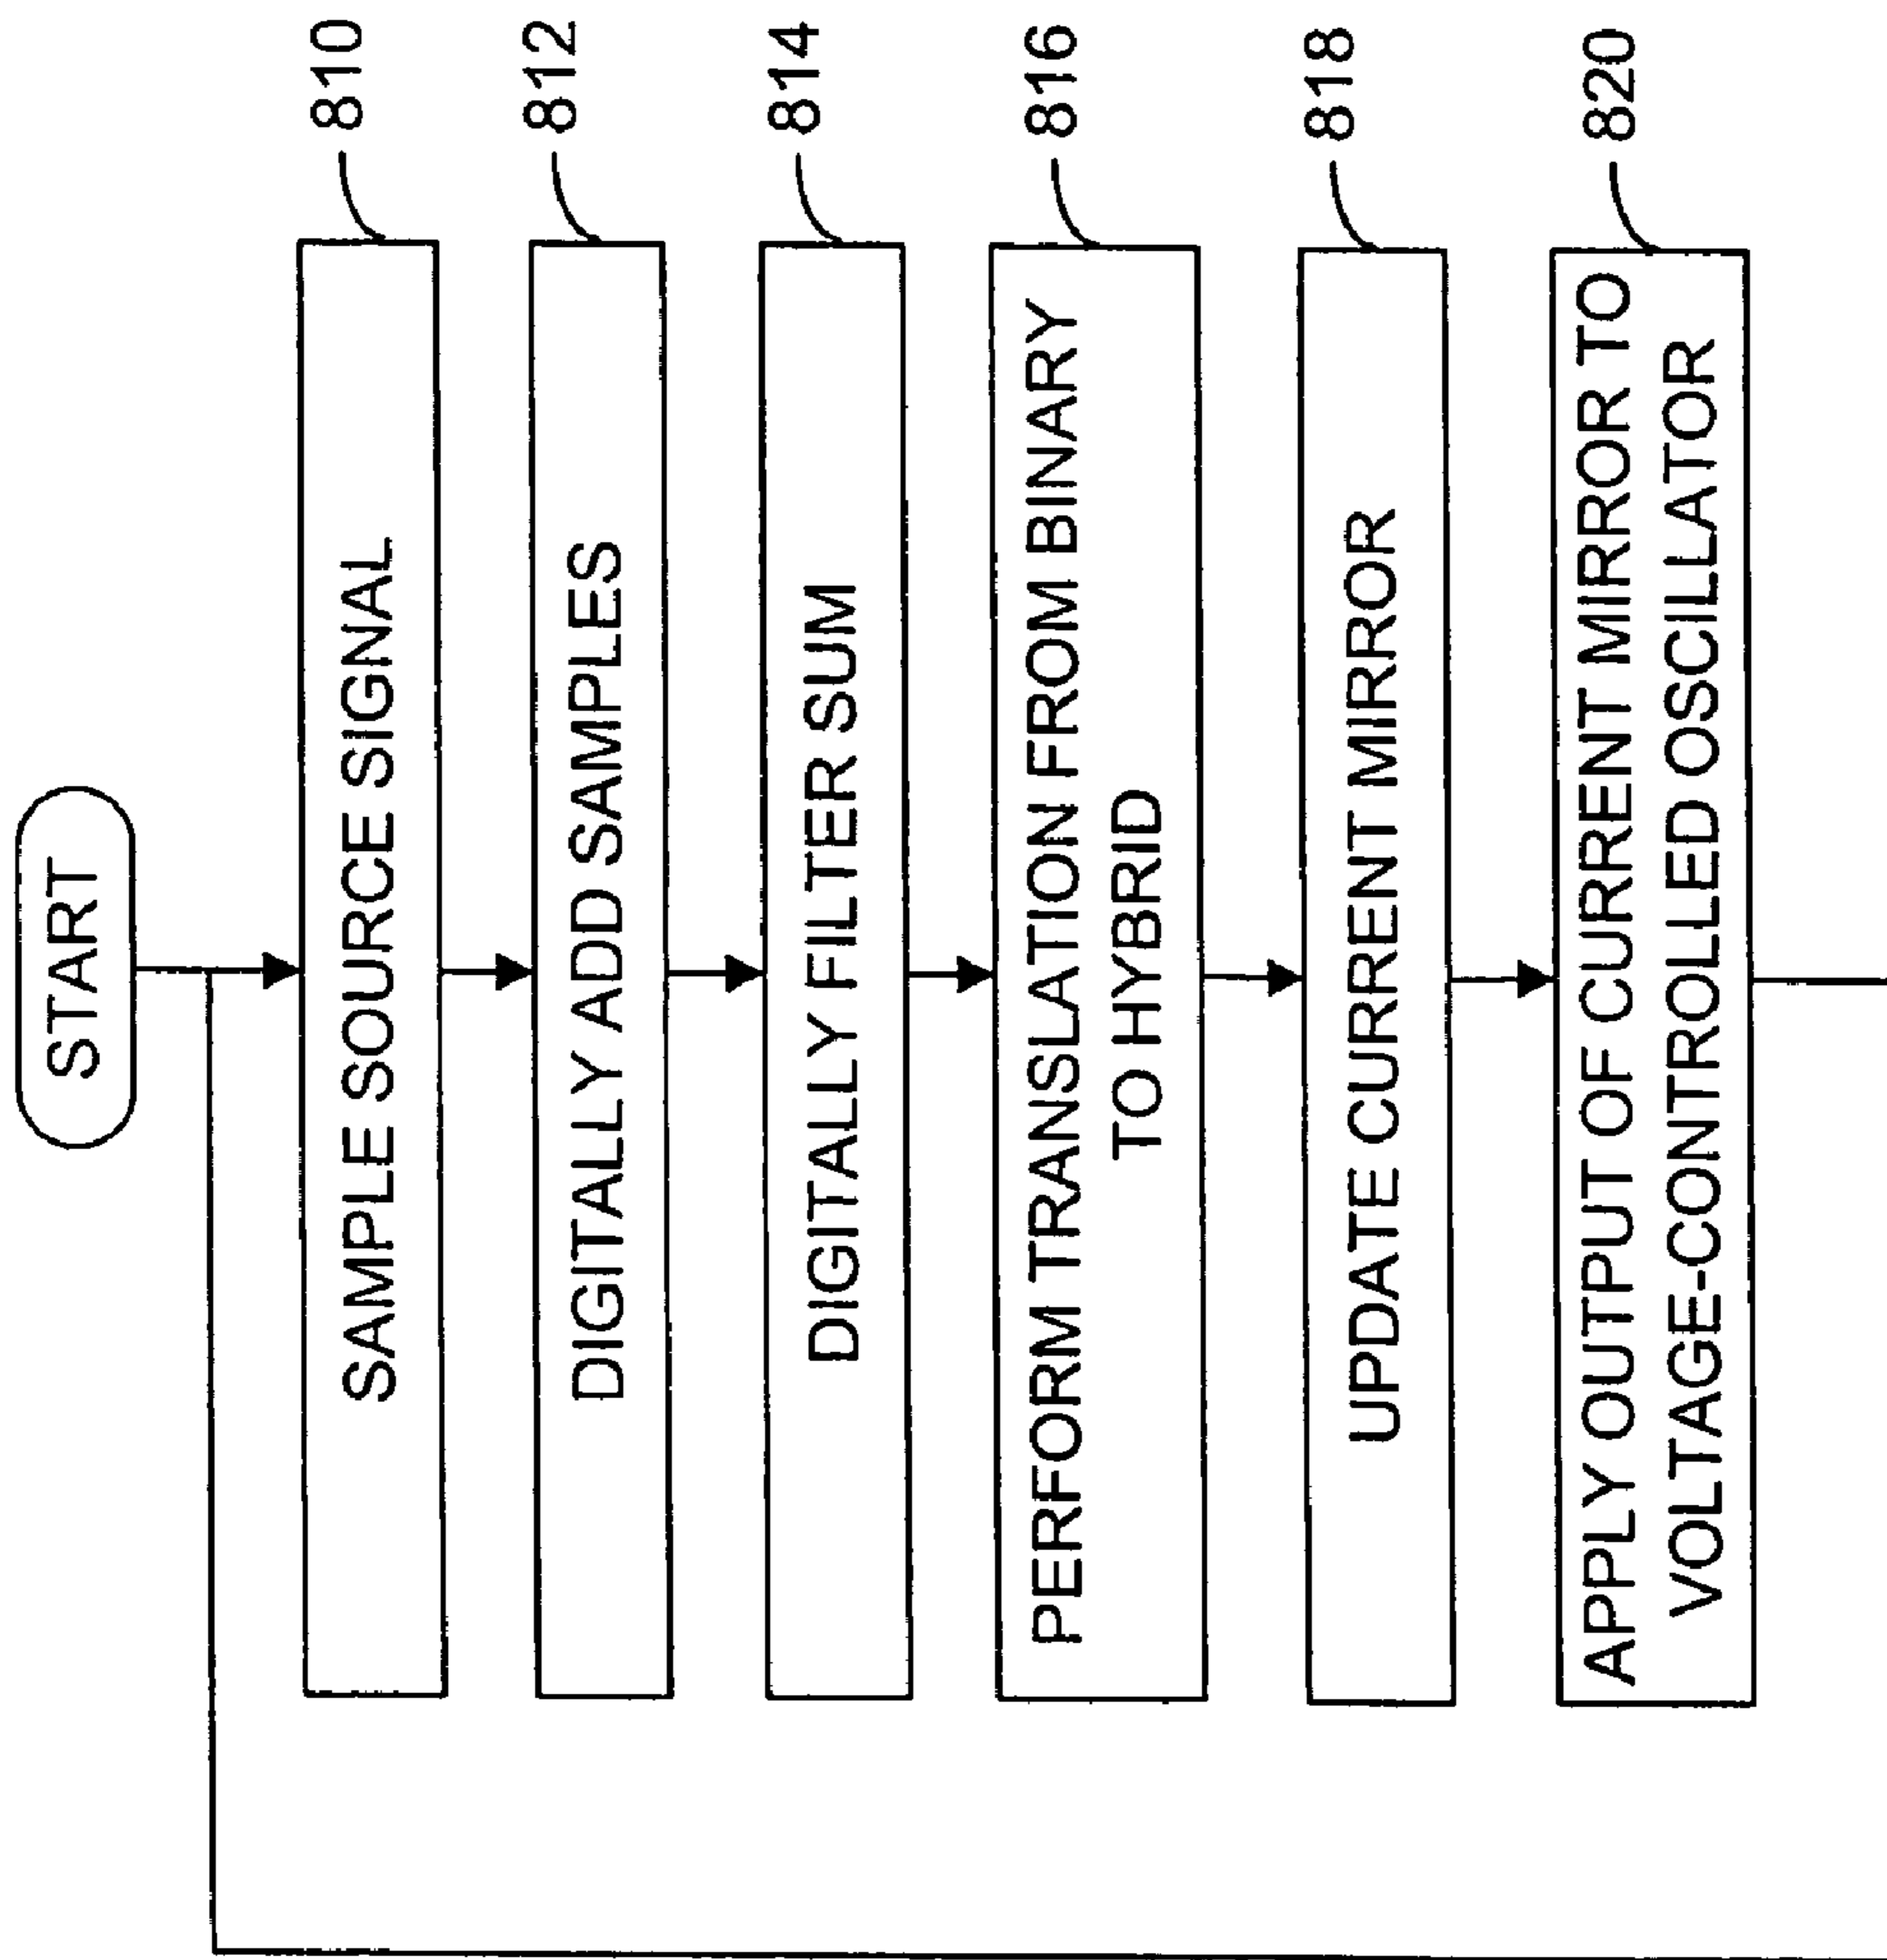 START
SAMPLE SOURCE SIGNAL
810
DIGITALLY ADD SAMPLES
812
DIGITALLY FILTER SUM
814
PERFORM TRANSLATION FROM BINARY
TO HYBRID
816
UPDATE CURRENT MIRROR
818
APPLY OUTPUT OF CURRENT MIRROR TO
VOLTAGE-CONTROLLED OSCILLATOR
820